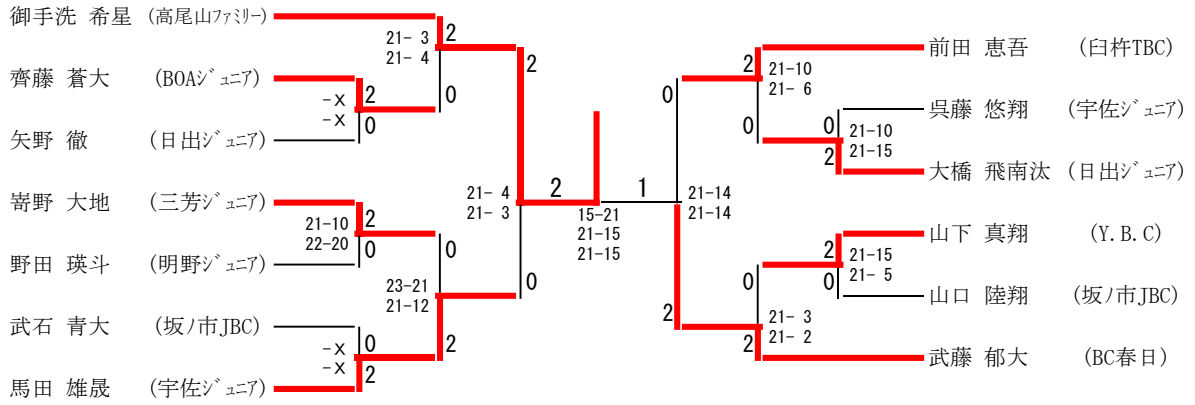 御手洗 希星 (高尾山ファミリー)
2
21- 3
21- 4
2
齊藤 蒼大 (BOAジュニア)
-X
-X
2
0
0
矢野 徹 (日出ジュニア)
嵜野 大地 (三芳ジュニア)
21-10
22-20
2
0
0
野田 瑛斗 (明野ジュニア)
23-21
21-12
武石 青大 (坂ノ市JBC)
-X
-X
0
2
2
馬田 雄晟 (宇佐ジュニア)
21- 4
21- 3
0
2
15-21
21-15
21-15
1
21-14
21-14
0
2
前田 恵吾 (臼杵TBC)
2
21-10
21- 6
0
呉藤 悠翔 (宇佐ジュニア)
0
21-10
21-15
2
大橋 飛南汰 (日出ジュニア)
山下 真翔 (Y.B.C)
2
21-15
21- 5
0
0
山口 陸翔 (坂ノ市JBC)
21- 3
21- 2
2
武藤 郁大 (BC春日)